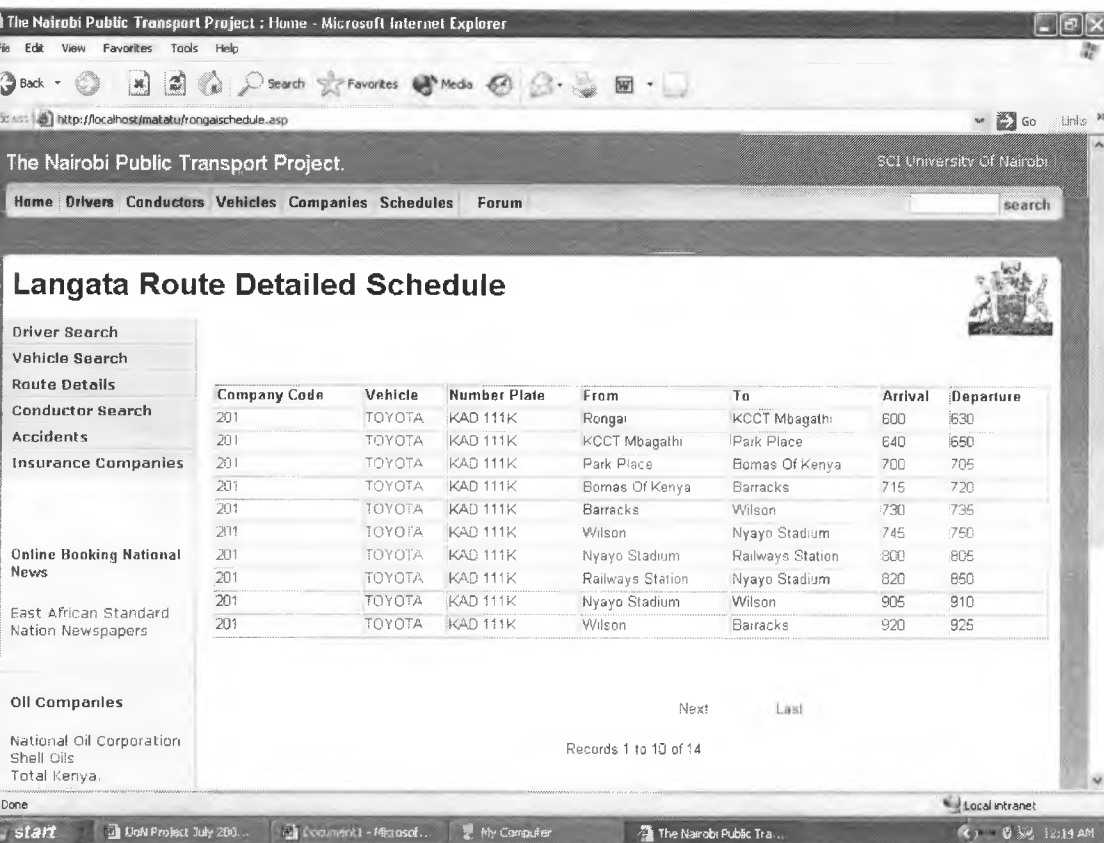 The Nairobi Public Transport Project : Home - Microsoft Internet Explorer
Edit View Favorites Tools Help
Back Search Favorites Media
http://localhost/matatu/rongaischedule.asp Go Links
The Nairobi Public Transport Project. SCI University Of Nairobi
Home Drivers Conductors Vehicles Companies Schedules Forum search
Langata Route Detailed Schedule
Driver Search
Vehicle Search
Route Details
Conductor Search
Accidents
Insurance Companies
Online Booking National
News
East African Standard
Nation Newspapers
Oil Companies
National Oil Corporation
Shell Oils
Total Kenya.
Company Code Vehicle Number Plate From To Arrival Departure
201 TOYOTA KAD 111K Rongai KCCT Mbagathi 600 630
201 TOYOTA KAD 111K KCCT Mbagathi Park Place 640 650
201 TOYOTA KAD 111K Park Place Bomas Of Kenya 700 705
201 TOYOTA KAD 111K Bomas Of Kenya Barracks 715 720
201 TOYOTA KAD 111K Barracks Wilson 730 735
201 TOYOTA KAD 111K Wilson Nyayo Stadium 745 750
201 TOYOTA KAD 111K Nyayo Stadium Railways Station 800 805
201 TOYOTA KAD 111K Railways Station Nyayo Stadium 820 850
201 TOYOTA KAD 111K Nyayo Stadium Wilson 905 910
201 TOYOTA KAD 111K Wilson Barracks 920 925
Next Last
Records 1 to 10 of 14
Done Local intranet
start UoN Project July 200... Document1 - Microsof... My Computer The Nairobi Public Tra... 12:14 AM